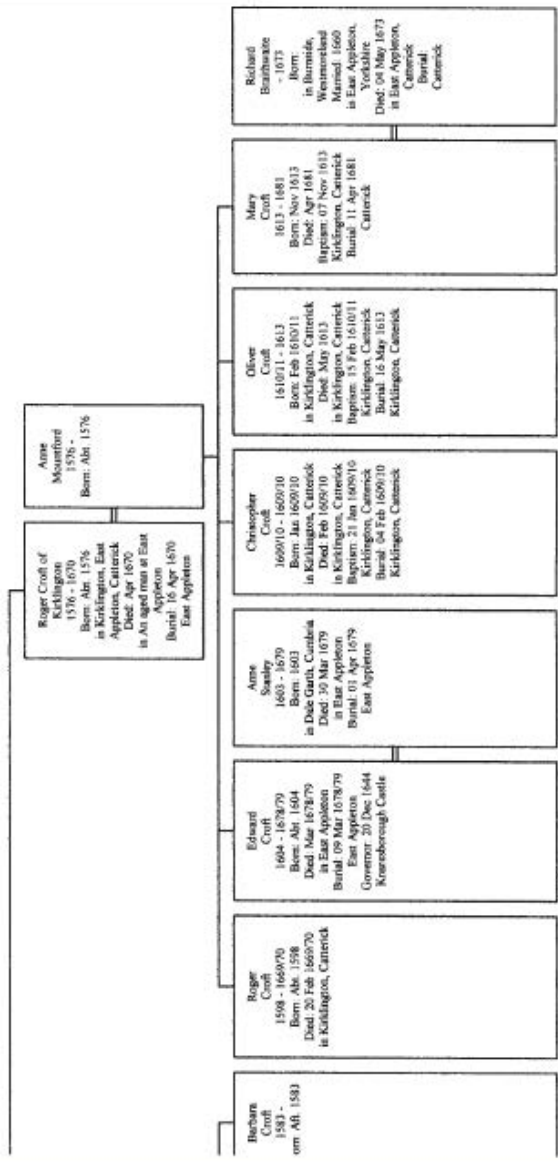 Roger Croft of
Kirklington
1576 - 1670
Born: Abt. 1576
in Kirklington, East
Appleton, Catterick
Died: Apr 1670
in An aged man at East
Appleton
Burial: 16 Apr 1670
East Appleton
Anne
Mountford
1576 -
Born: Abt. 1576
Barbara
Croft
1583 -
orn: Aft. 1583
Roger
Croft
1598 - 1669/70
Born: Abt. 1598
Died: 20 Feb 1669/70
in Kirklington, Catterick
Edward
Croft
1604 - 1678/79
Born: Abt. 1604
Died: Mar 1678/79
in East Appleton
Burial: 09 Mar 1678/79
East Appleton
Governor: 20 Dec 1644
Knaresborough Castle
Anne
Stanley
1603 - 1679
Born: 1603
in Dale Garth, Cumbria
Died: 30 Mar 1679
in East Appleton
Burial: 01 Apr 1679
East Appleton
Christopher
Croft
1609/10 - 1609/10
Born: Jan 1609/10
in Kirklington, Catterick
Died: Feb 1609/10
in Kirklington, Catterick
Baptism: 21 Jan 1609/10
Kirklington, Catterick
Burial: 04 Feb 1609/10
Kirklington, Catterick
Oliver
Croft
1610/11 - 1613
Born: Feb 1610/11
in Kirklington, Catterick
Died: May 1613
in Kirklington, Catterick
Baptism: 15 Feb 1610/11
Kirklington, Catterick
Burial: 16 May 1613
Kirklington, Catterick
Mary
Croft
1613 - 1681
Born: Nov 1613
Died: Apr 1681
Baptism: 07 Nov 1613
Kirklington, Catterick
Burial: 11 Apr 1681
Catterick
Richard
Braithwaite
- 1673
Born:
in Burnside,
Westmoreland
Married: 1660
in East Appleton,
Yorkshire
Died: 04 May 1673
in East Appleton,
Catterick
Burial:
Catterick